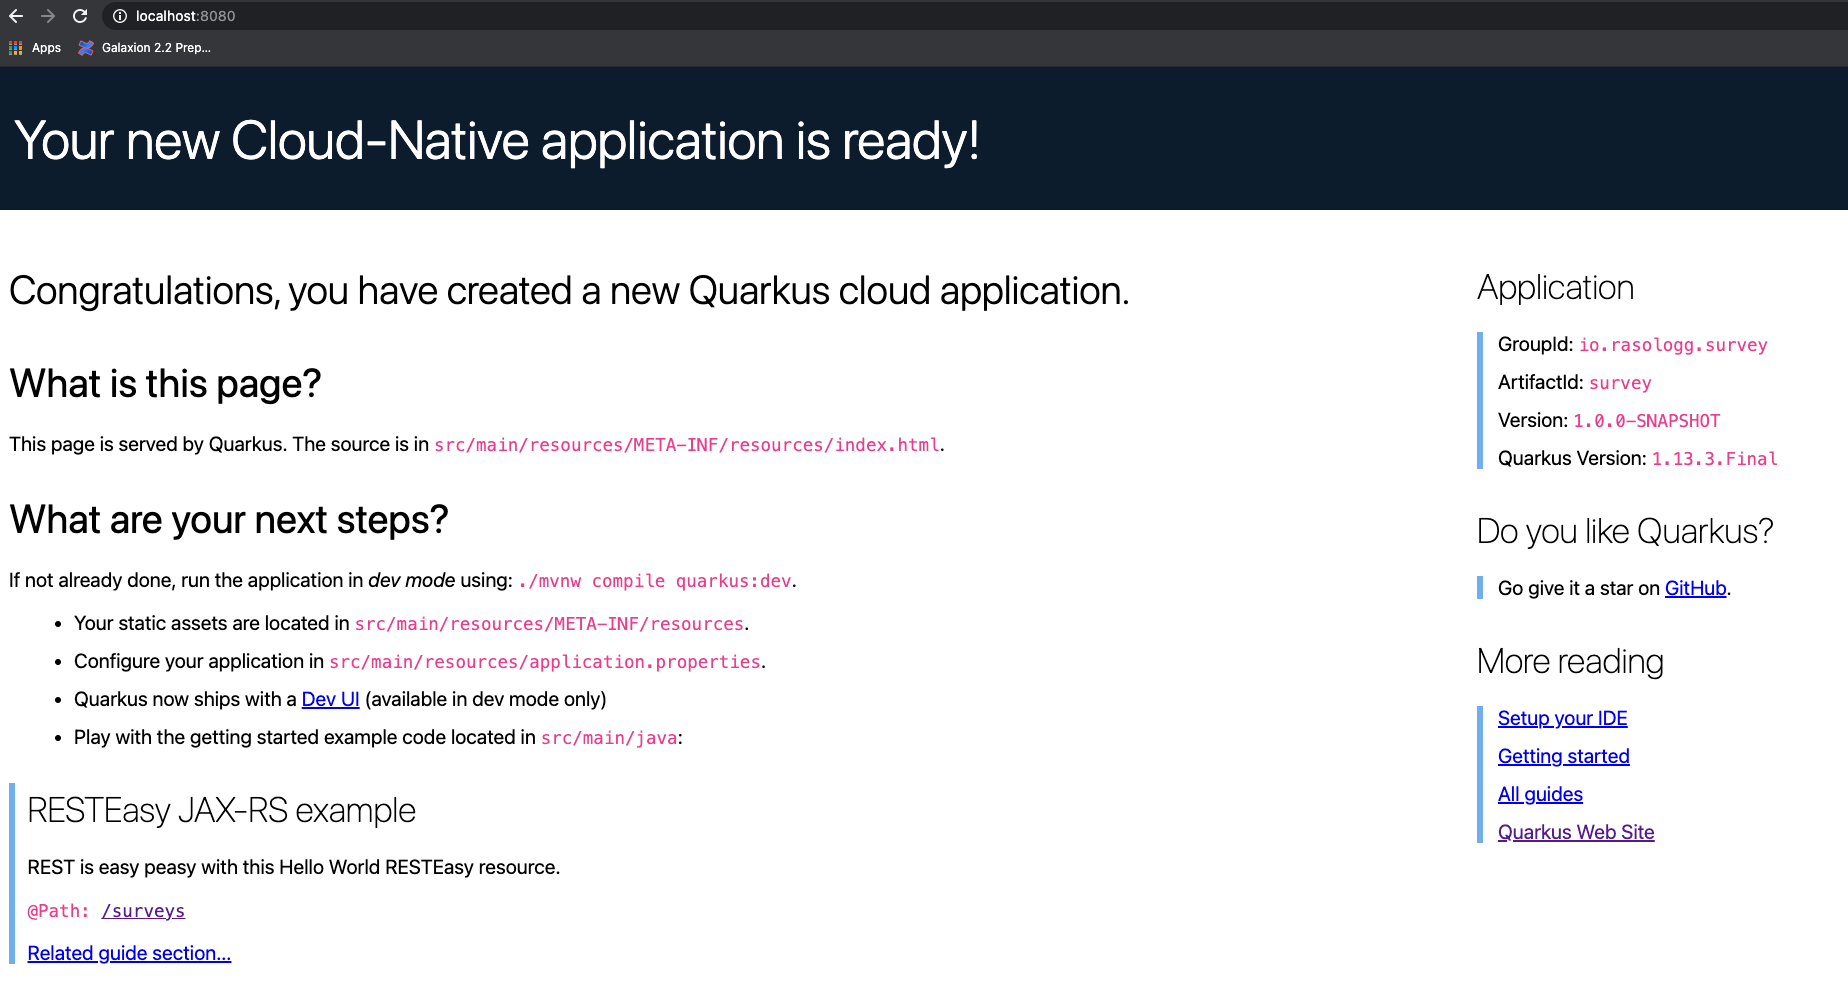 localhost:8080
Apps
Galaxion 2.2 Prep...
Your new Cloud-Native application is ready!
Congratulations, you have created a new Quarkus cloud application.
What is this page?
This page is served by Quarkus. The source is in src/main/resources/META-INF/resources/index.html.
What are your next steps?
If not already done, run the application in dev mode using: ./mvnw compile quarkus:dev.
• Your static assets are located in src/main/resources/META-INF/resources.
• Configure your application in src/main/resources/application.properties.
• Quarkus now ships with a Dev UI (available in dev mode only)
• Play with the getting started example code located in src/main/java:
RESTEasy JAX-RS example
REST is easy peasy with this Hello World RESTEasy resource.
@Path: /surveys
Related guide section...
Application
GroupId: io.rasologg.survey
ArtifactId: survey
Version: 1.0.0-SNAPSHOT
Quarkus Version: 1.13.3.Final
Do you like Quarkus?
Go give it a star on GitHub.
More reading
Setup your IDE
Getting started
All guides
Quarkus Web Site